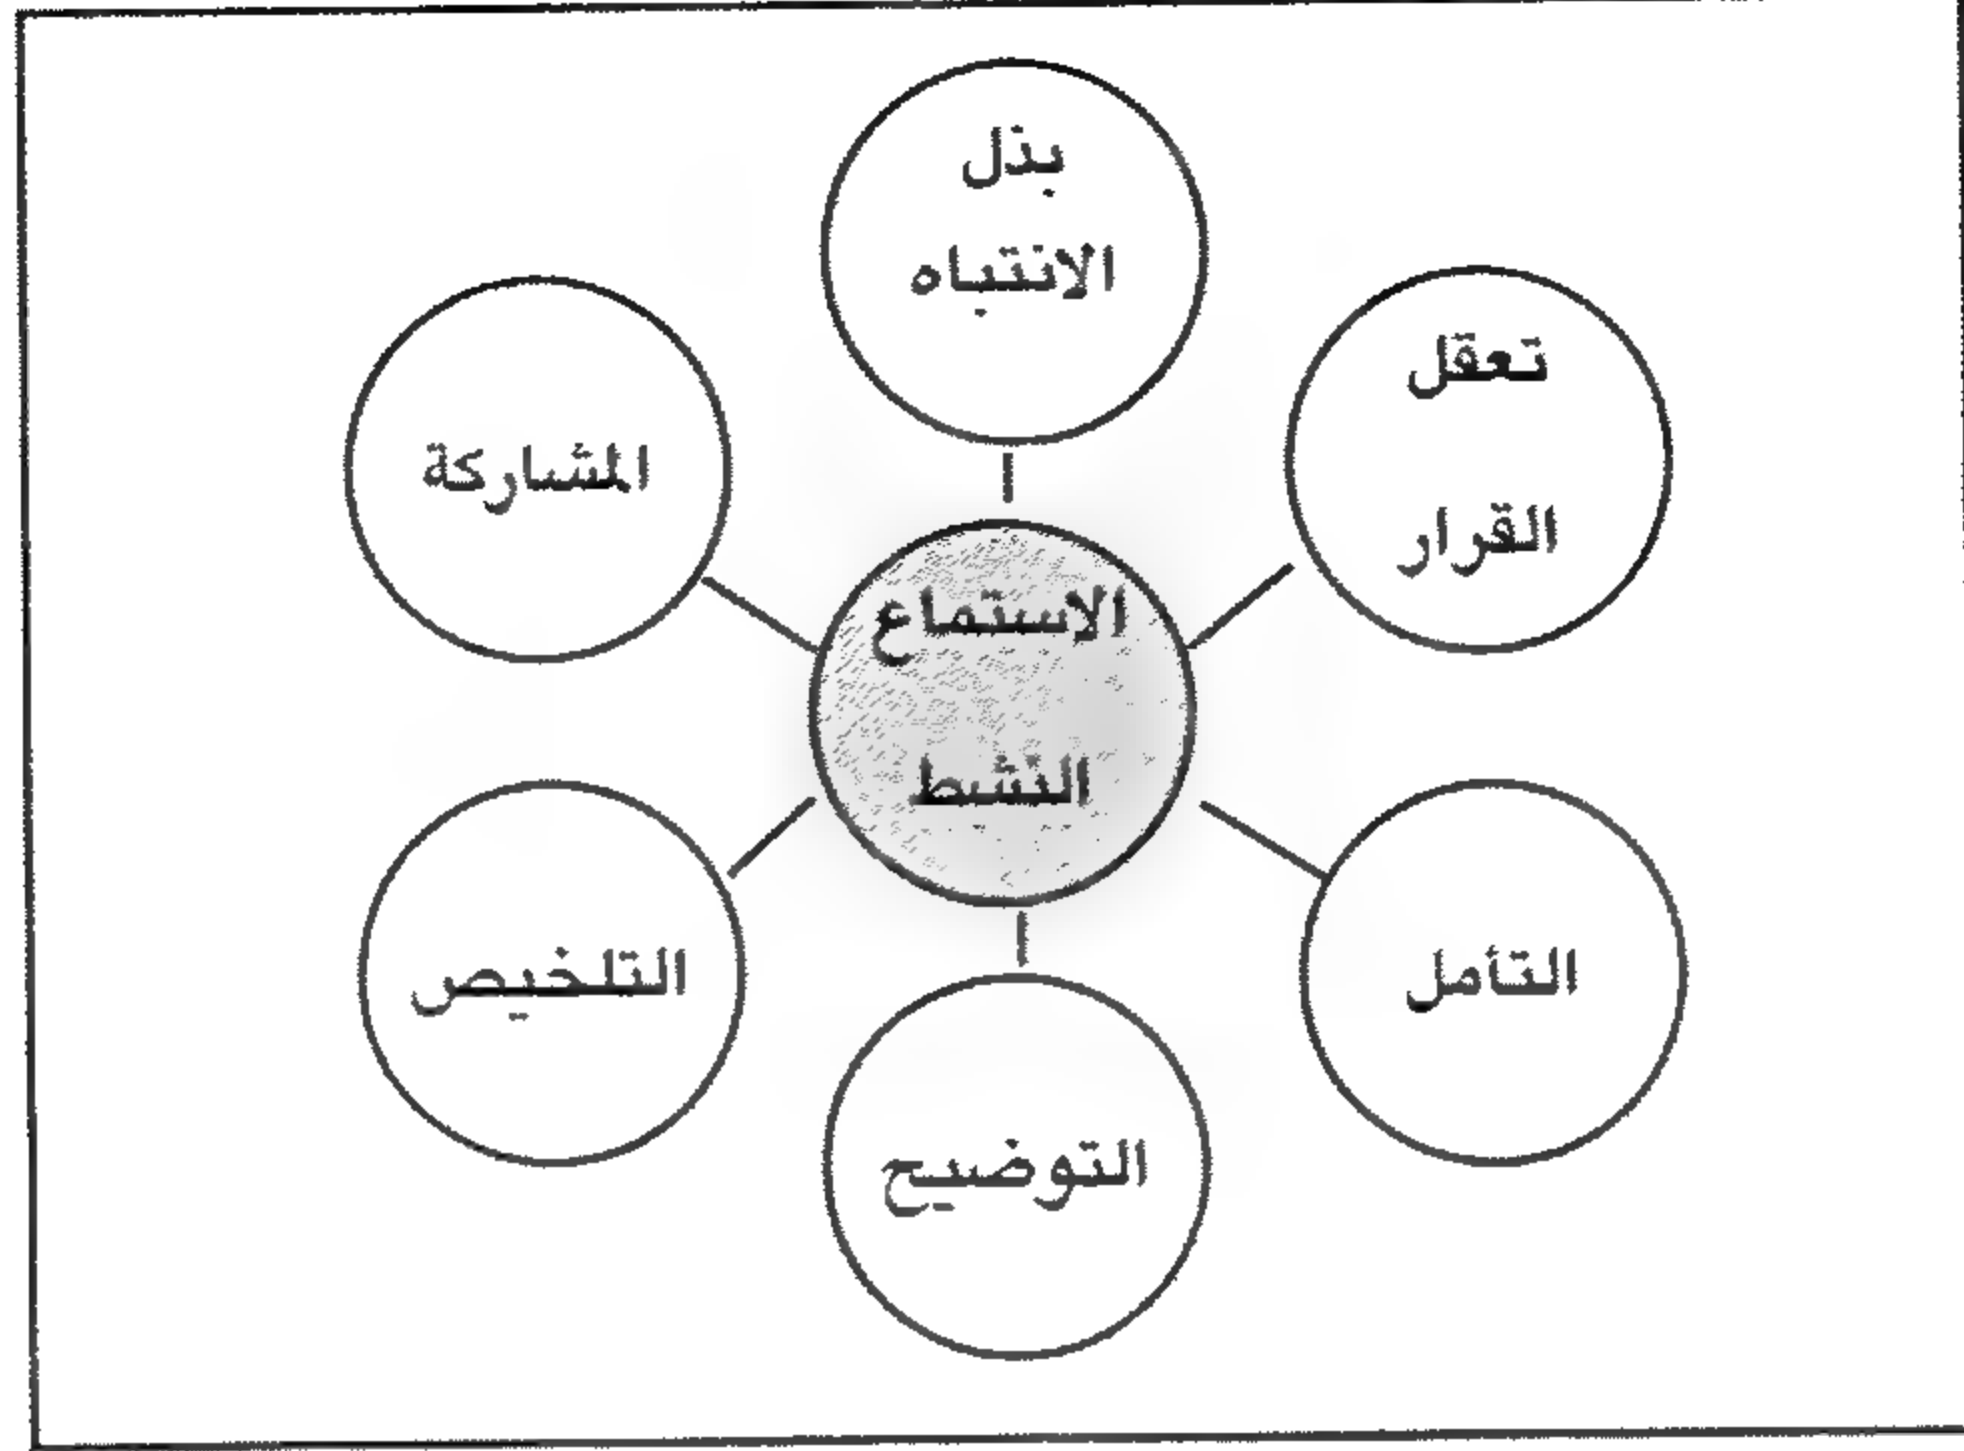 بذل
الانتباه
تعقل
القرار
المشاركة
الاستماع
النشط
التأمل
التلخيص
التوضيح